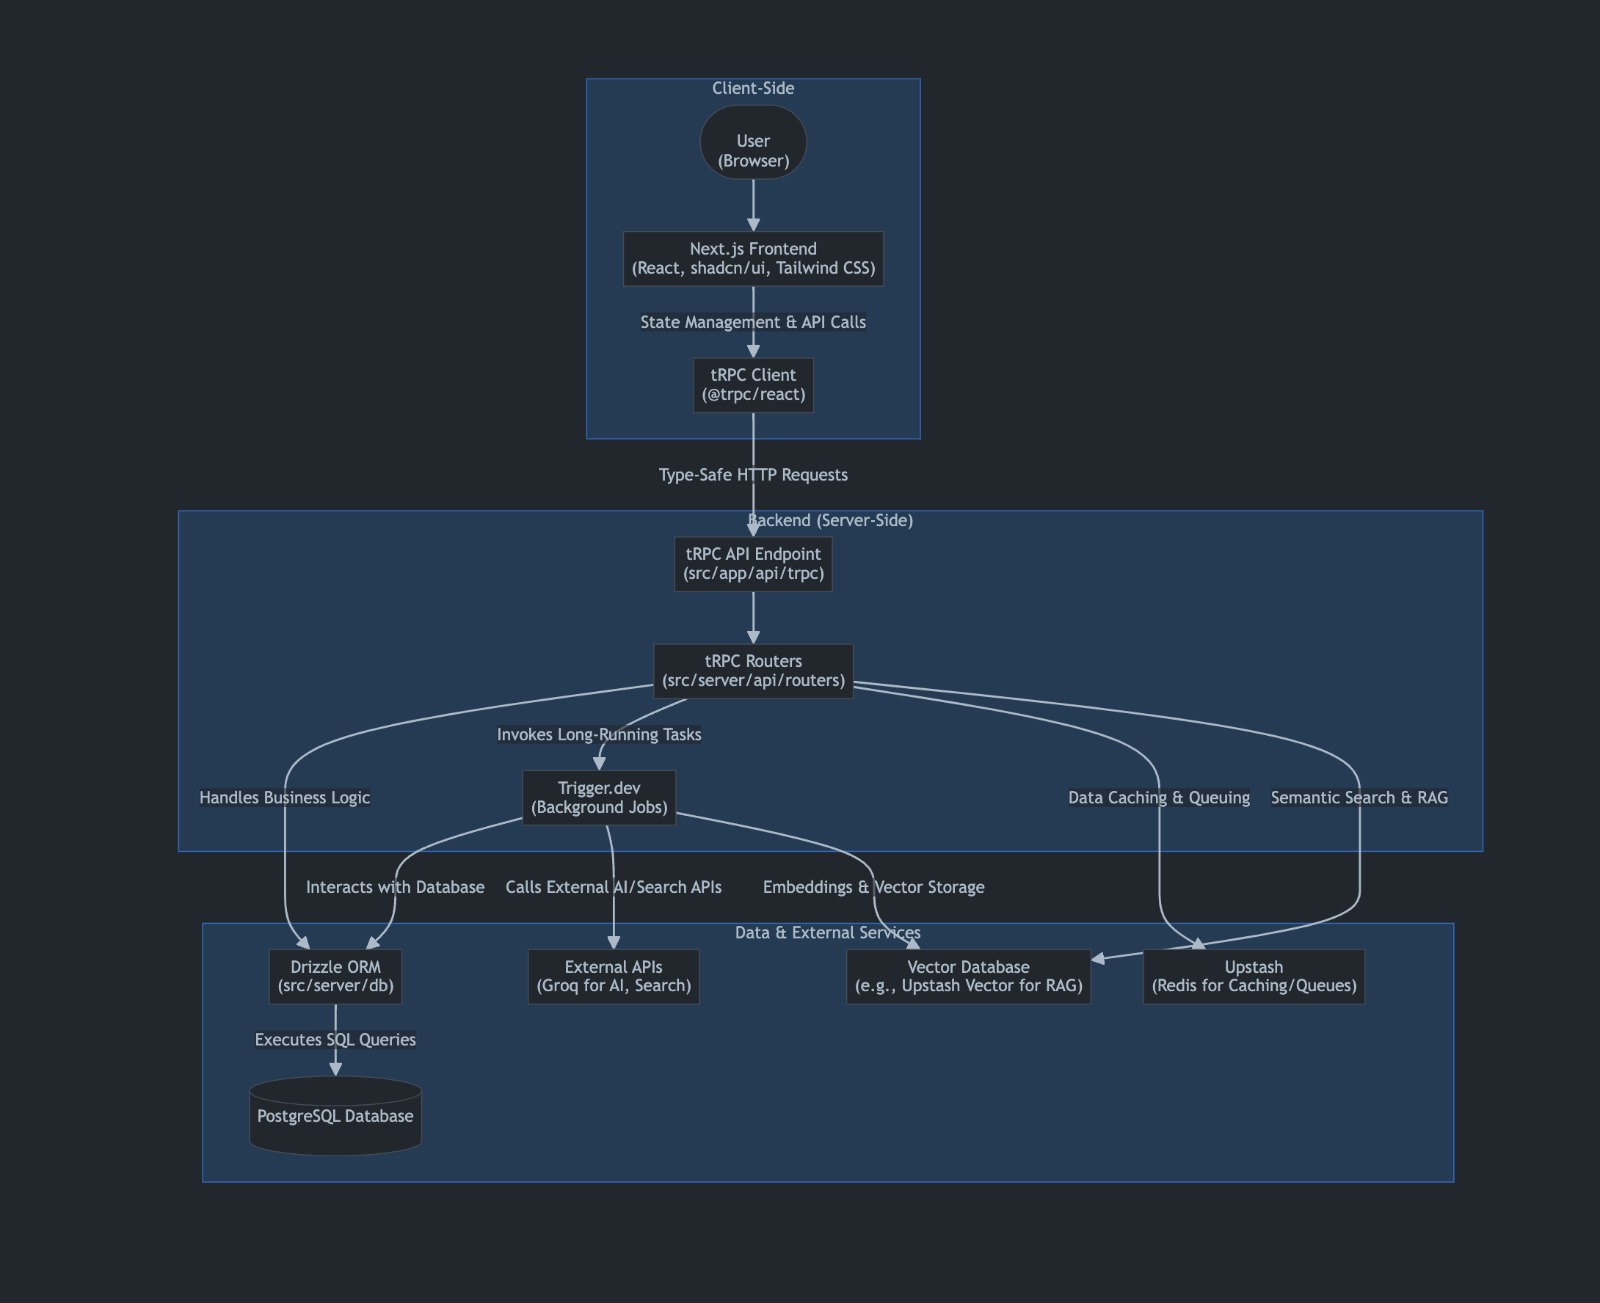 Client-Side
User
(Browser)
Next.js Frontend
(React, shadcn/ui, Tailwind CSS)
State Management & API Calls
tRPC Client
(@trpc/react)
Type-Safe HTTP Requests
Backend (Server-Side)
tRPC API Endpoint
(src/app/api/trpc)
tRPC Routers
(src/server/api/routers)
Invokes Long-Running Tasks
Trigger.dev
(Background Jobs)
Handles Business Logic
Data Caching & Queuing
Semantic Search & RAG
Interacts with Database
Calls External AI/Search APIs
Embeddings & Vector Storage
Data & External Services
Drizzle ORM
(src/server/db)
External APIs
(Groq for AI, Search)
Vector Database
(e.g., Upstash Vector for RAG)
Upstash
(Redis for Caching/Queues)
Executes SQL Queries
PostgreSQL Database